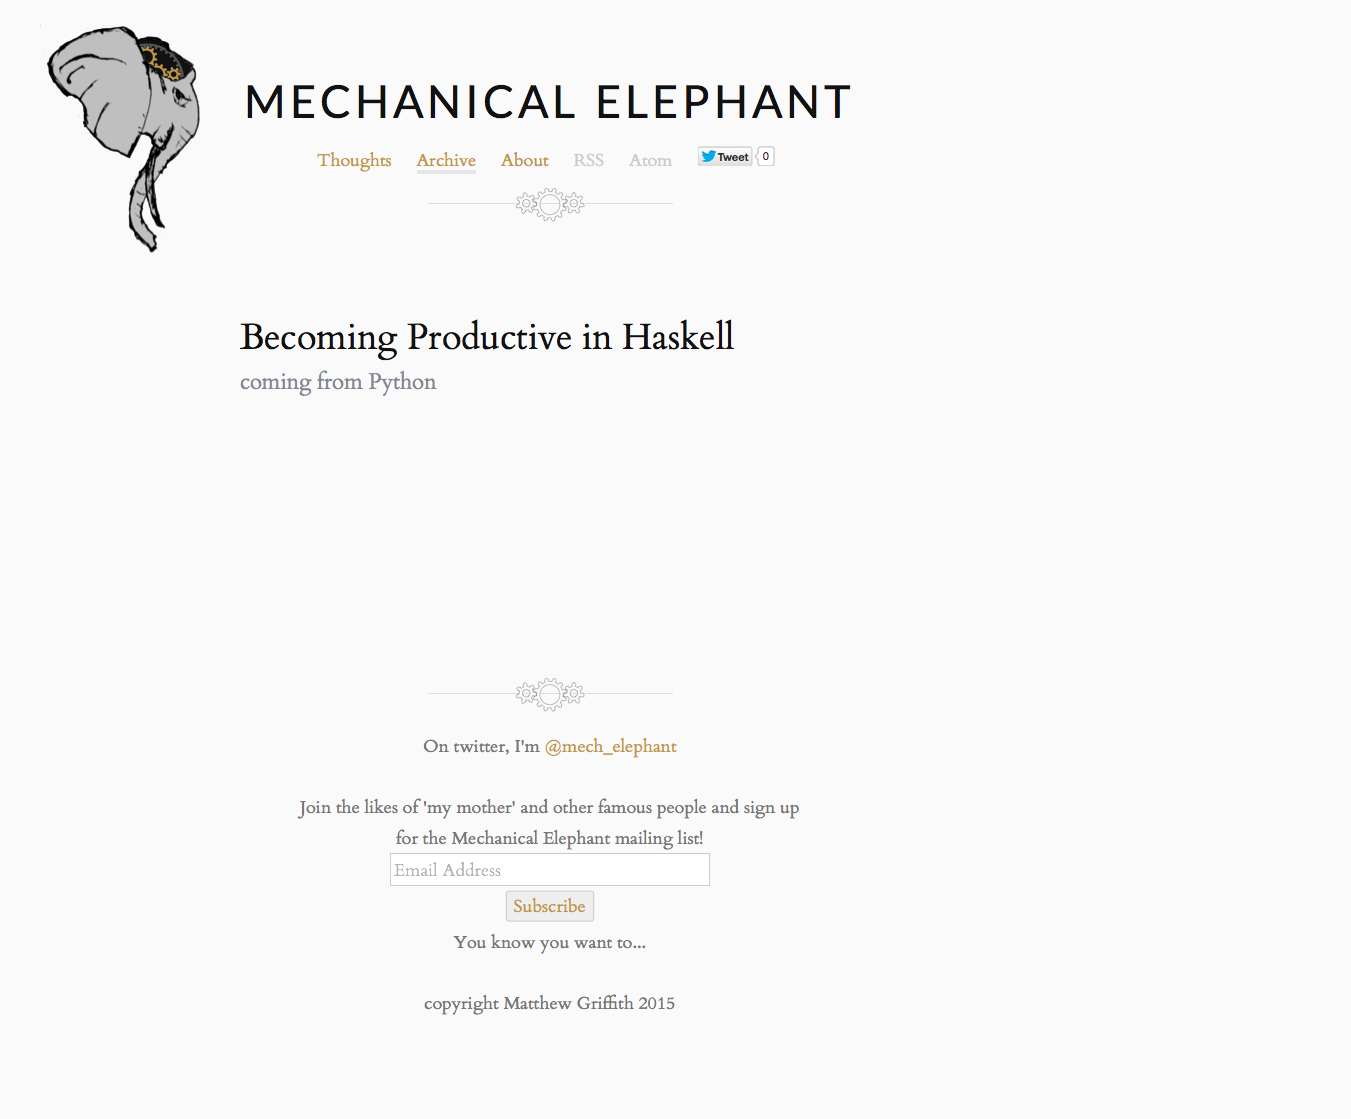 MECHANICAL ELEPHANT
Thoughts Archive About RSS Atom Tweet 0
Becoming Productive in Haskell
coming from Python
On twitter, I'm @mech_elephant
Join the likes of 'my mother' and other famous people and sign up
for the Mechanical Elephant mailing list!
Email Address
Subscribe
You know you want to...
copyright Matthew Griffith 2015